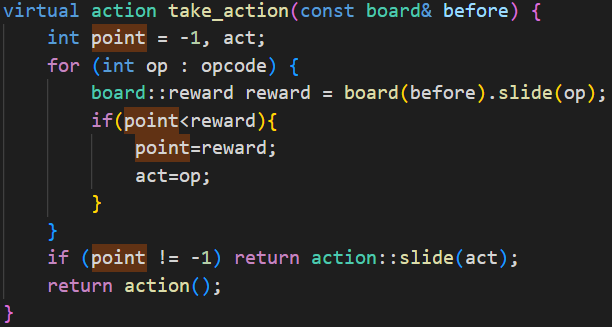 virtual action take_action(const board& before) {
    int point = -1, act;
    for (int op : opcode) {
        board::reward reward = board(before).slide(op);
        if(point<reward){
            point=reward;
            act=op;
        }
    }
    if (point != -1) return action::slide(act);
    return action();
}